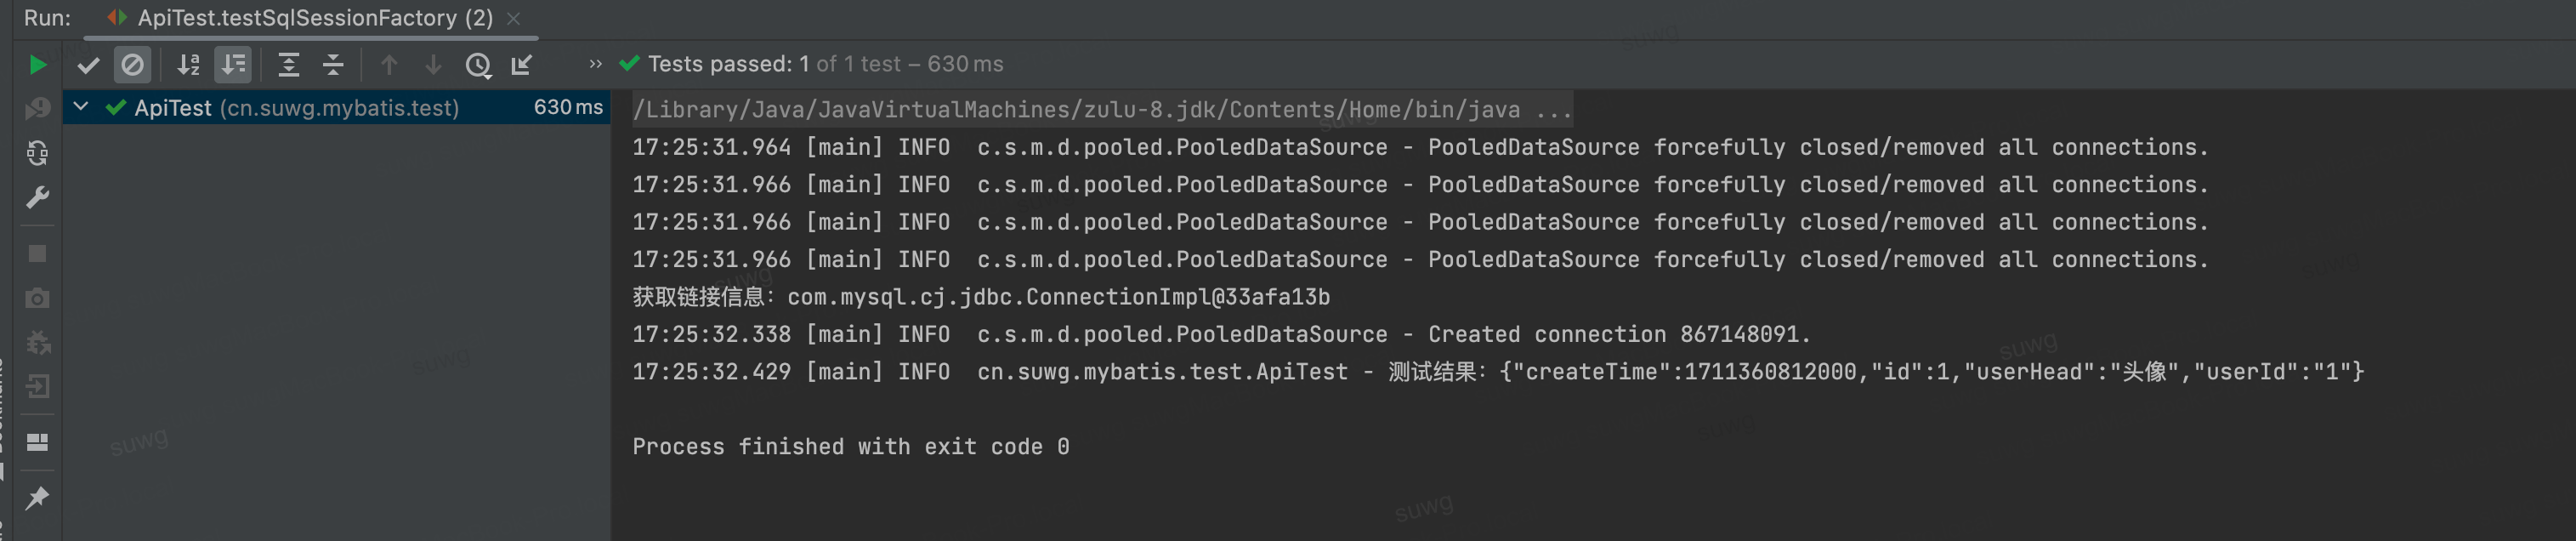 Run: ApiTest.testSqlSessionFactory (2)
Tests passed: 1 of 1 test – 630 ms
ApiTest (cn.suwg.mybatis.test) 630 ms
/Library/Java/JavaVirtualMachines/zulu-8.jdk/Contents/Home/bin/java ...
17:25:31.964 [main] INFO  c.s.m.d.pooled.PooledDataSource - PooledDataSource forcefully closed/removed all connections.
17:25:31.966 [main] INFO  c.s.m.d.pooled.PooledDataSource - PooledDataSource forcefully closed/removed all connections.
17:25:31.966 [main] INFO  c.s.m.d.pooled.PooledDataSource - PooledDataSource forcefully closed/removed all connections.
17:25:31.966 [main] INFO  c.s.m.d.pooled.PooledDataSource - PooledDataSource forcefully closed/removed all connections.
获取链接信息：com.mysql.cj.jdbc.ConnectionImpl@33afa13b
17:25:32.338 [main] INFO  c.s.m.d.pooled.PooledDataSource - Created connection 867148091.
17:25:32.429 [main] INFO  cn.suwg.mybatis.test.ApiTest - 测试结果：{"createTime":1711360812000,"id":1,"userHead":"头像","userId":"1"}
Process finished with exit code 0
suwg
suwg
suwg
suwg
suwg
suwg
suwg
suwg
suwg